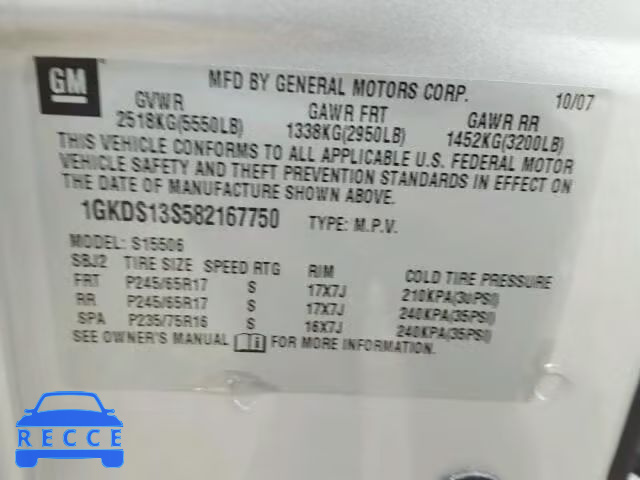 GM
MFD BY GENERAL MOTORS CORP. 10/07
GVWR GAWR FRT GAWR RR
2518KG(5550LB) 1338KG(2950LB) 1452KG(3200LB)
THIS VEHICLE CONFORMS TO ALL APPLICABLE U.S. FEDERAL MOTOR
VEHICLE SAFETY AND THEFT PREVENTION STANDARDS IN EFFECT ON
THE DATE OF MANUFACTURE SHOWN ABOVE.
1GKDS13S582167750 TYPE: M.P.V.
MODEL: S15506
SBJ2 TIRE SIZE SPEED RTG RIM COLD TIRE PRESSURE
FRT P245/65R17 S 17X7J 210KPA(30PSI)
RR P245/65R17 S 17X7J 240KPA(35PSI)
SPA P235/75R16 S 16X7J 240KPA(35PSI)
SEE OWNER'S MANUAL i FOR MORE INFORMATION.
RECCE